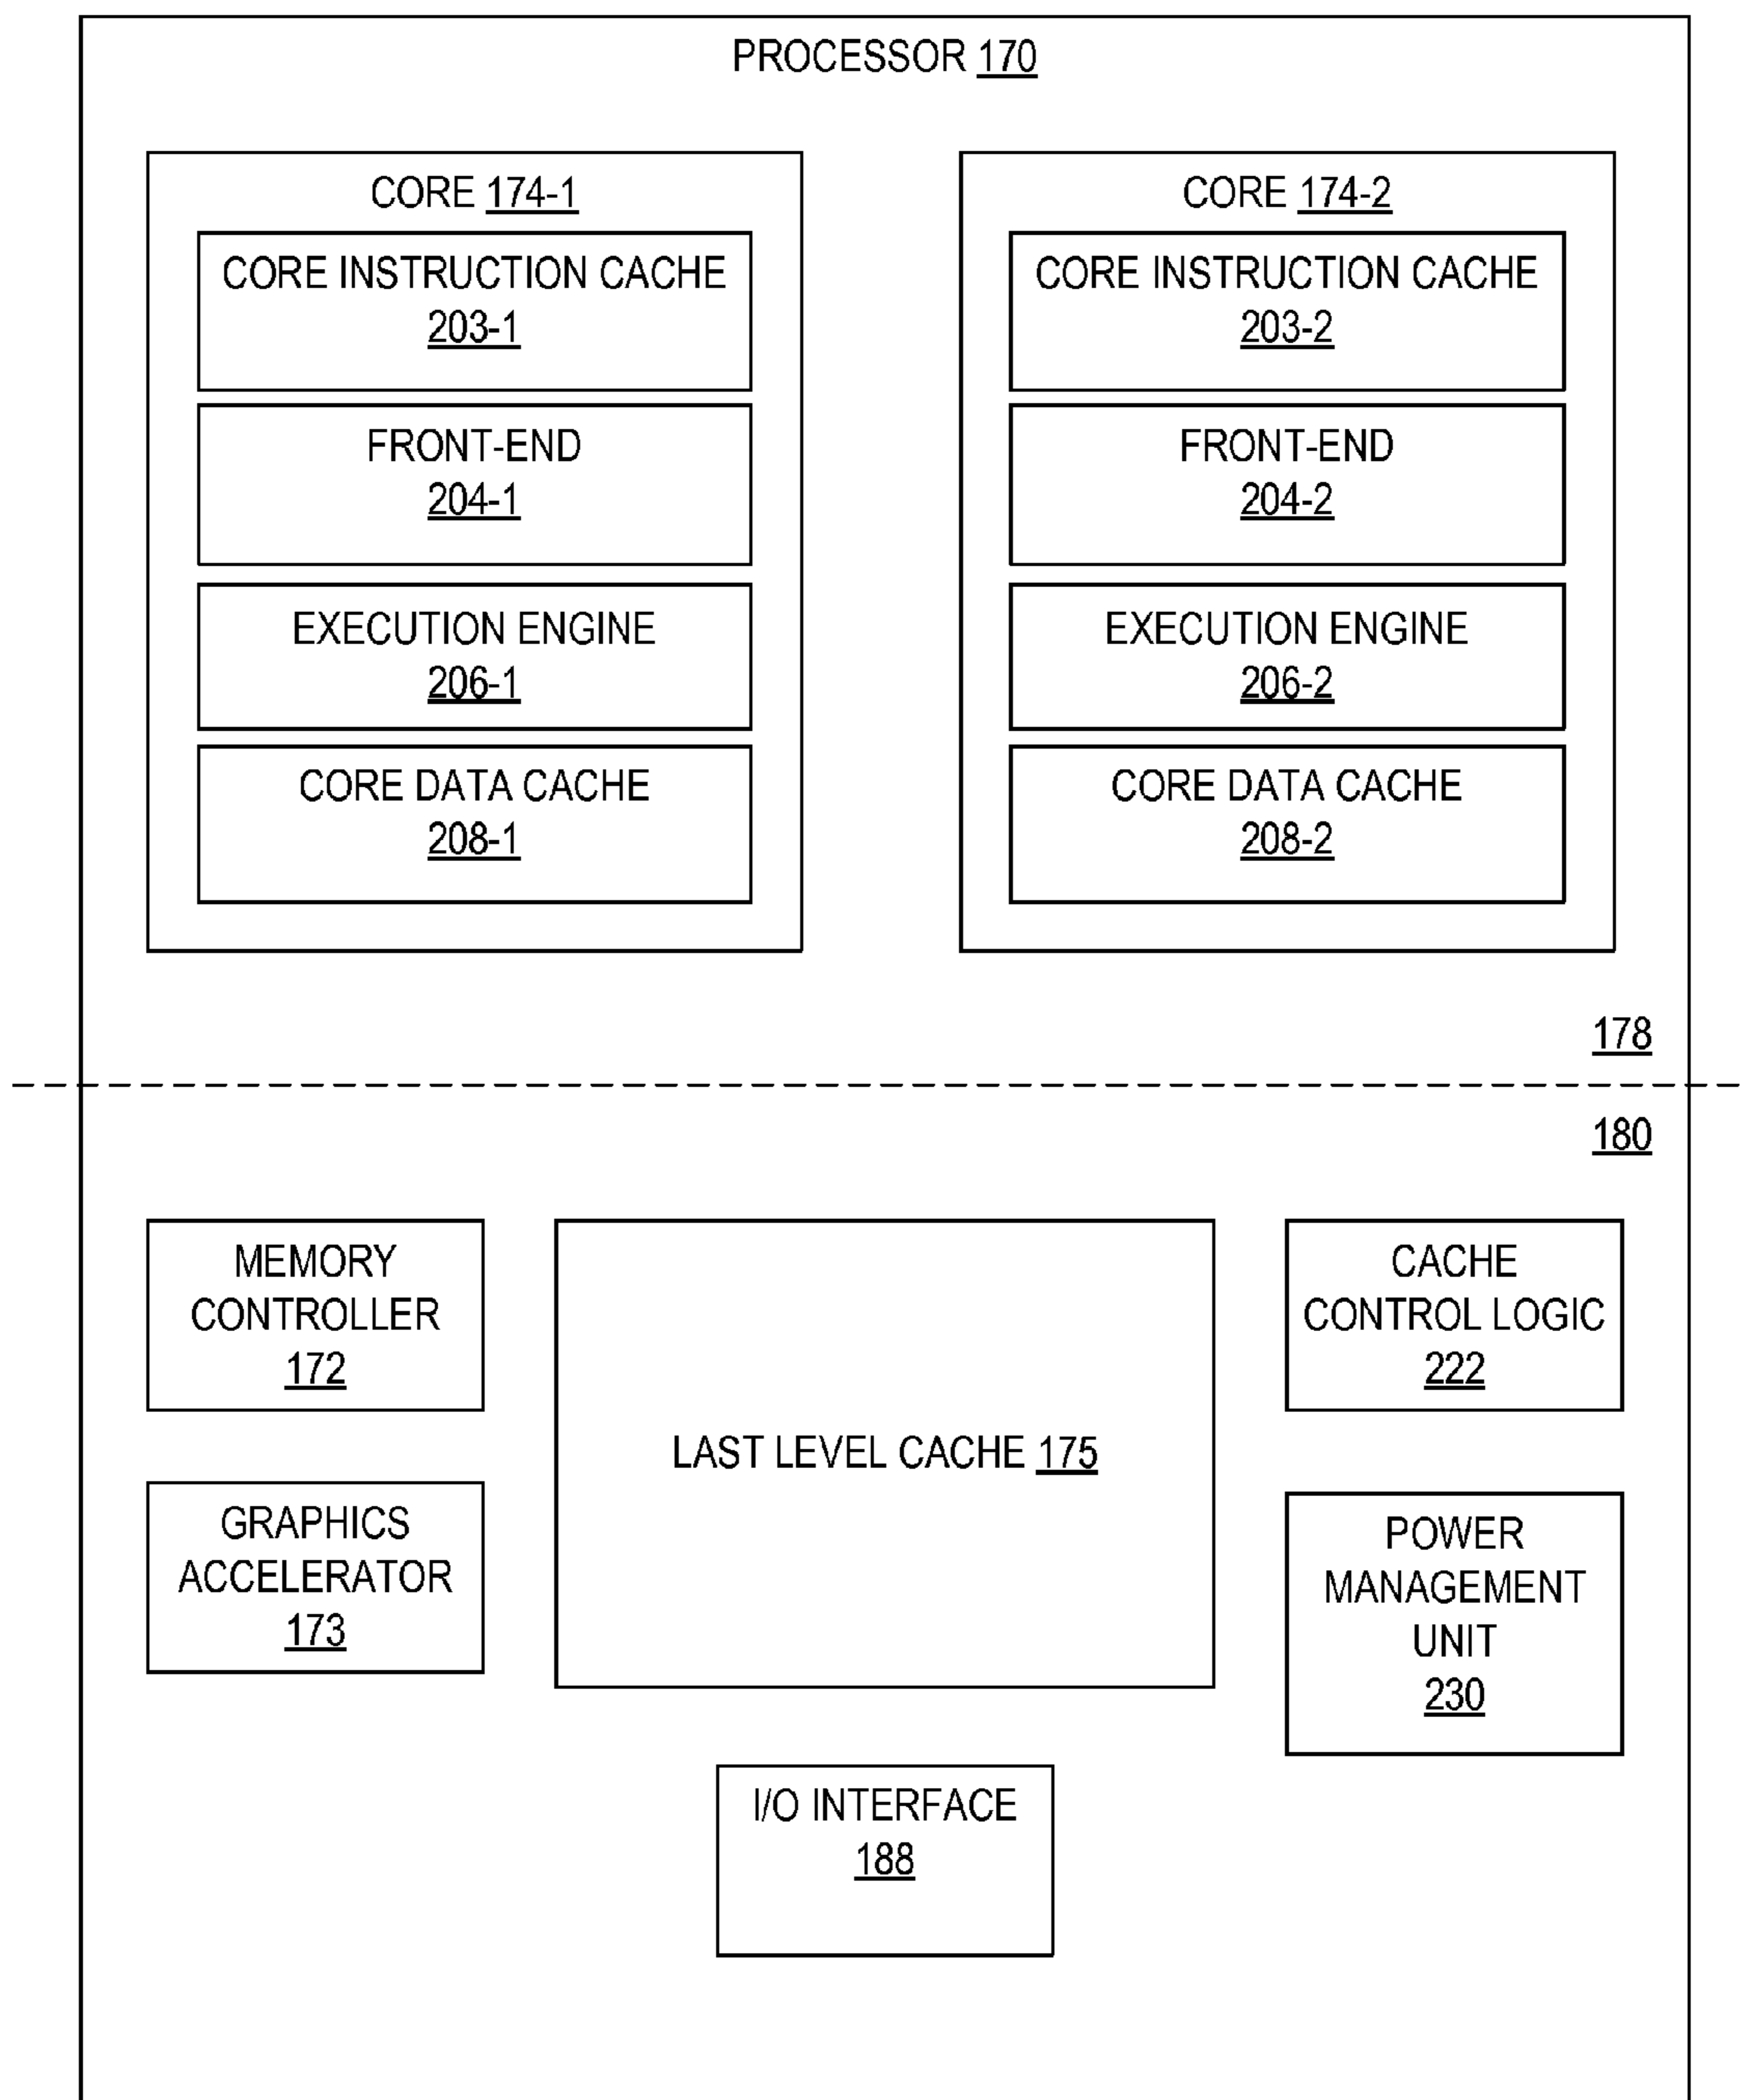 PROCESSOR 170
CORE 174-1
CORE INSTRUCTION CACHE
203-1
FRONT-END
204-1
EXECUTION ENGINE
206-1
CORE DATA CACHE
208-1
CORE 174-2
CORE INSTRUCTION CACHE
203-2
FRONT-END
204-2
EXECUTION ENGINE
206-2
CORE DATA CACHE
208-2
178
180
MEMORY
CONTROLLER
172
GRAPHICS
ACCELERATOR
173
LAST LEVEL CACHE 175
CACHE
CONTROL LOGIC
222
POWER
MANAGEMENT
UNIT
230
I/O INTERFACE
188